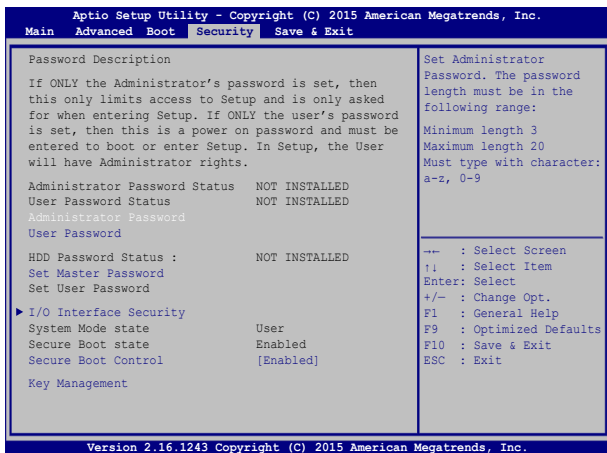 Aptio Setup Utility - Copyright (C) 2015 American Megatrends, Inc.
Main Advanced Boot Security Save & Exit
Password Description
If ONLY the Administrator's password is set, then
this only limits access to Setup and is only asked
for when entering Setup. If ONLY the user's password
is set, then this is a power on password and must be
entered to boot or enter Setup. In Setup, the User
will have Administrator rights.
Administrator Password Status NOT INSTALLED
User Password Status NOT INSTALLED
Administrator Password
User Password
HDD Password Status : NOT INSTALLED
Set Master Password
Set User Password
I/O Interface Security
System Mode state User
Secure Boot state Enabled
Secure Boot Control [Enabled]
Key Management
Set Administrator
Password. The password
length must be in the
following range:
Minimum length 3
Maximum length 20
Must type with character:
a-z, 0-9
→← : Select Screen
↑↓ : Select Item
Enter: Select
+/— : Change Opt.
F1 : General Help
F9 : Optimized Defaults
F10 : Save & Exit
ESC : Exit
Version 2.16.1243 Copyright (C) 2015 American Megatrends, Inc.